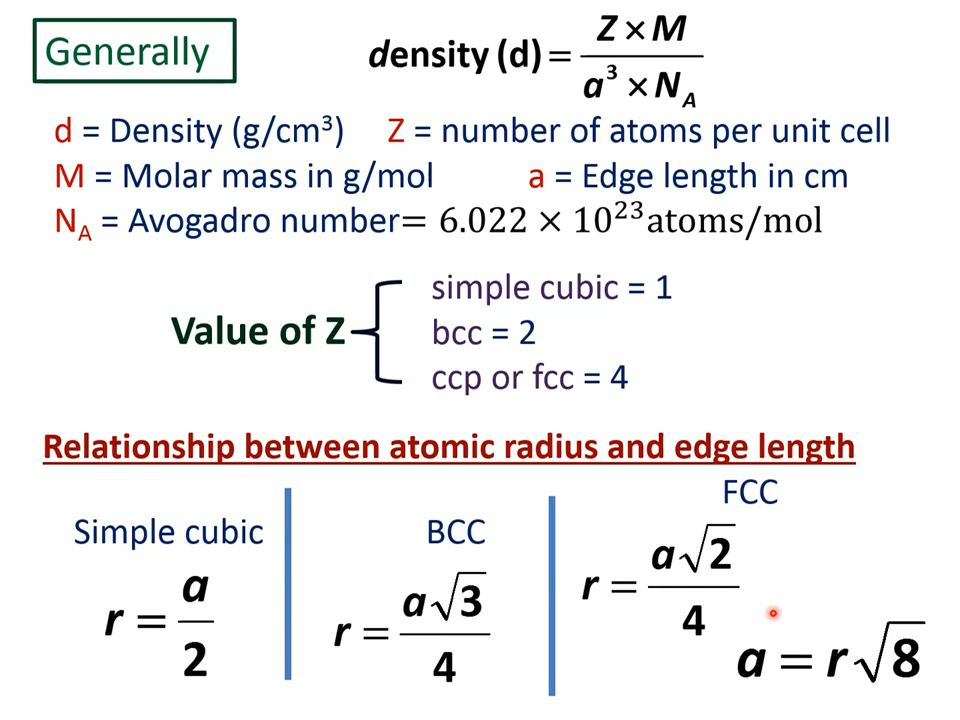 Generally
density (d) = Z × M / a³ × N_A
d = Density (g/cm³) Z = number of atoms per unit cell
M = Molar mass in g/mol a = Edge length in cm
N_A = Avogadro number = 6.022 × 10²³ atoms/mol
simple cubic = 1
Value of Z bcc = 2
ccp or fcc = 4
Relationship between atomic radius and edge length
Simple cubic
r = a / 2
BCC
r = a√3 / 4
FCC
r = a√2 / 4
a = r√8